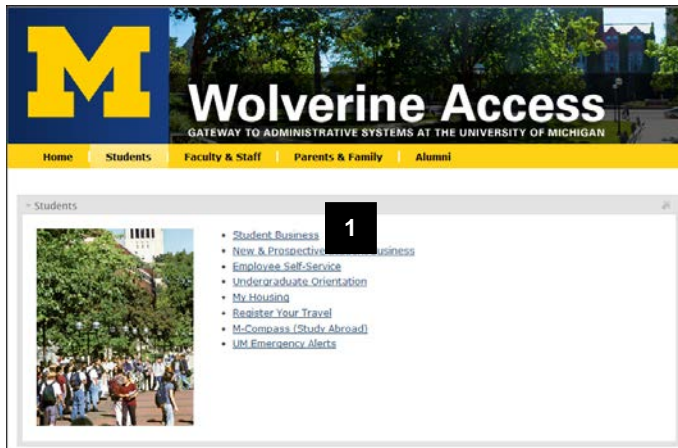 M
Wolverine Access
GATEWAY TO ADMINISTRATIVE SYSTEMS AT THE UNIVERSITY OF MICHIGAN
Home Students Faculty & Staff Parents & Family Alumni
Students
1
Student Business
New & Prospective Business
Employee Self-Service
Undergraduate Orientation
My Housing
Register Your Travel
M-Compass (Study Abroad)
UM Emergency Alerts